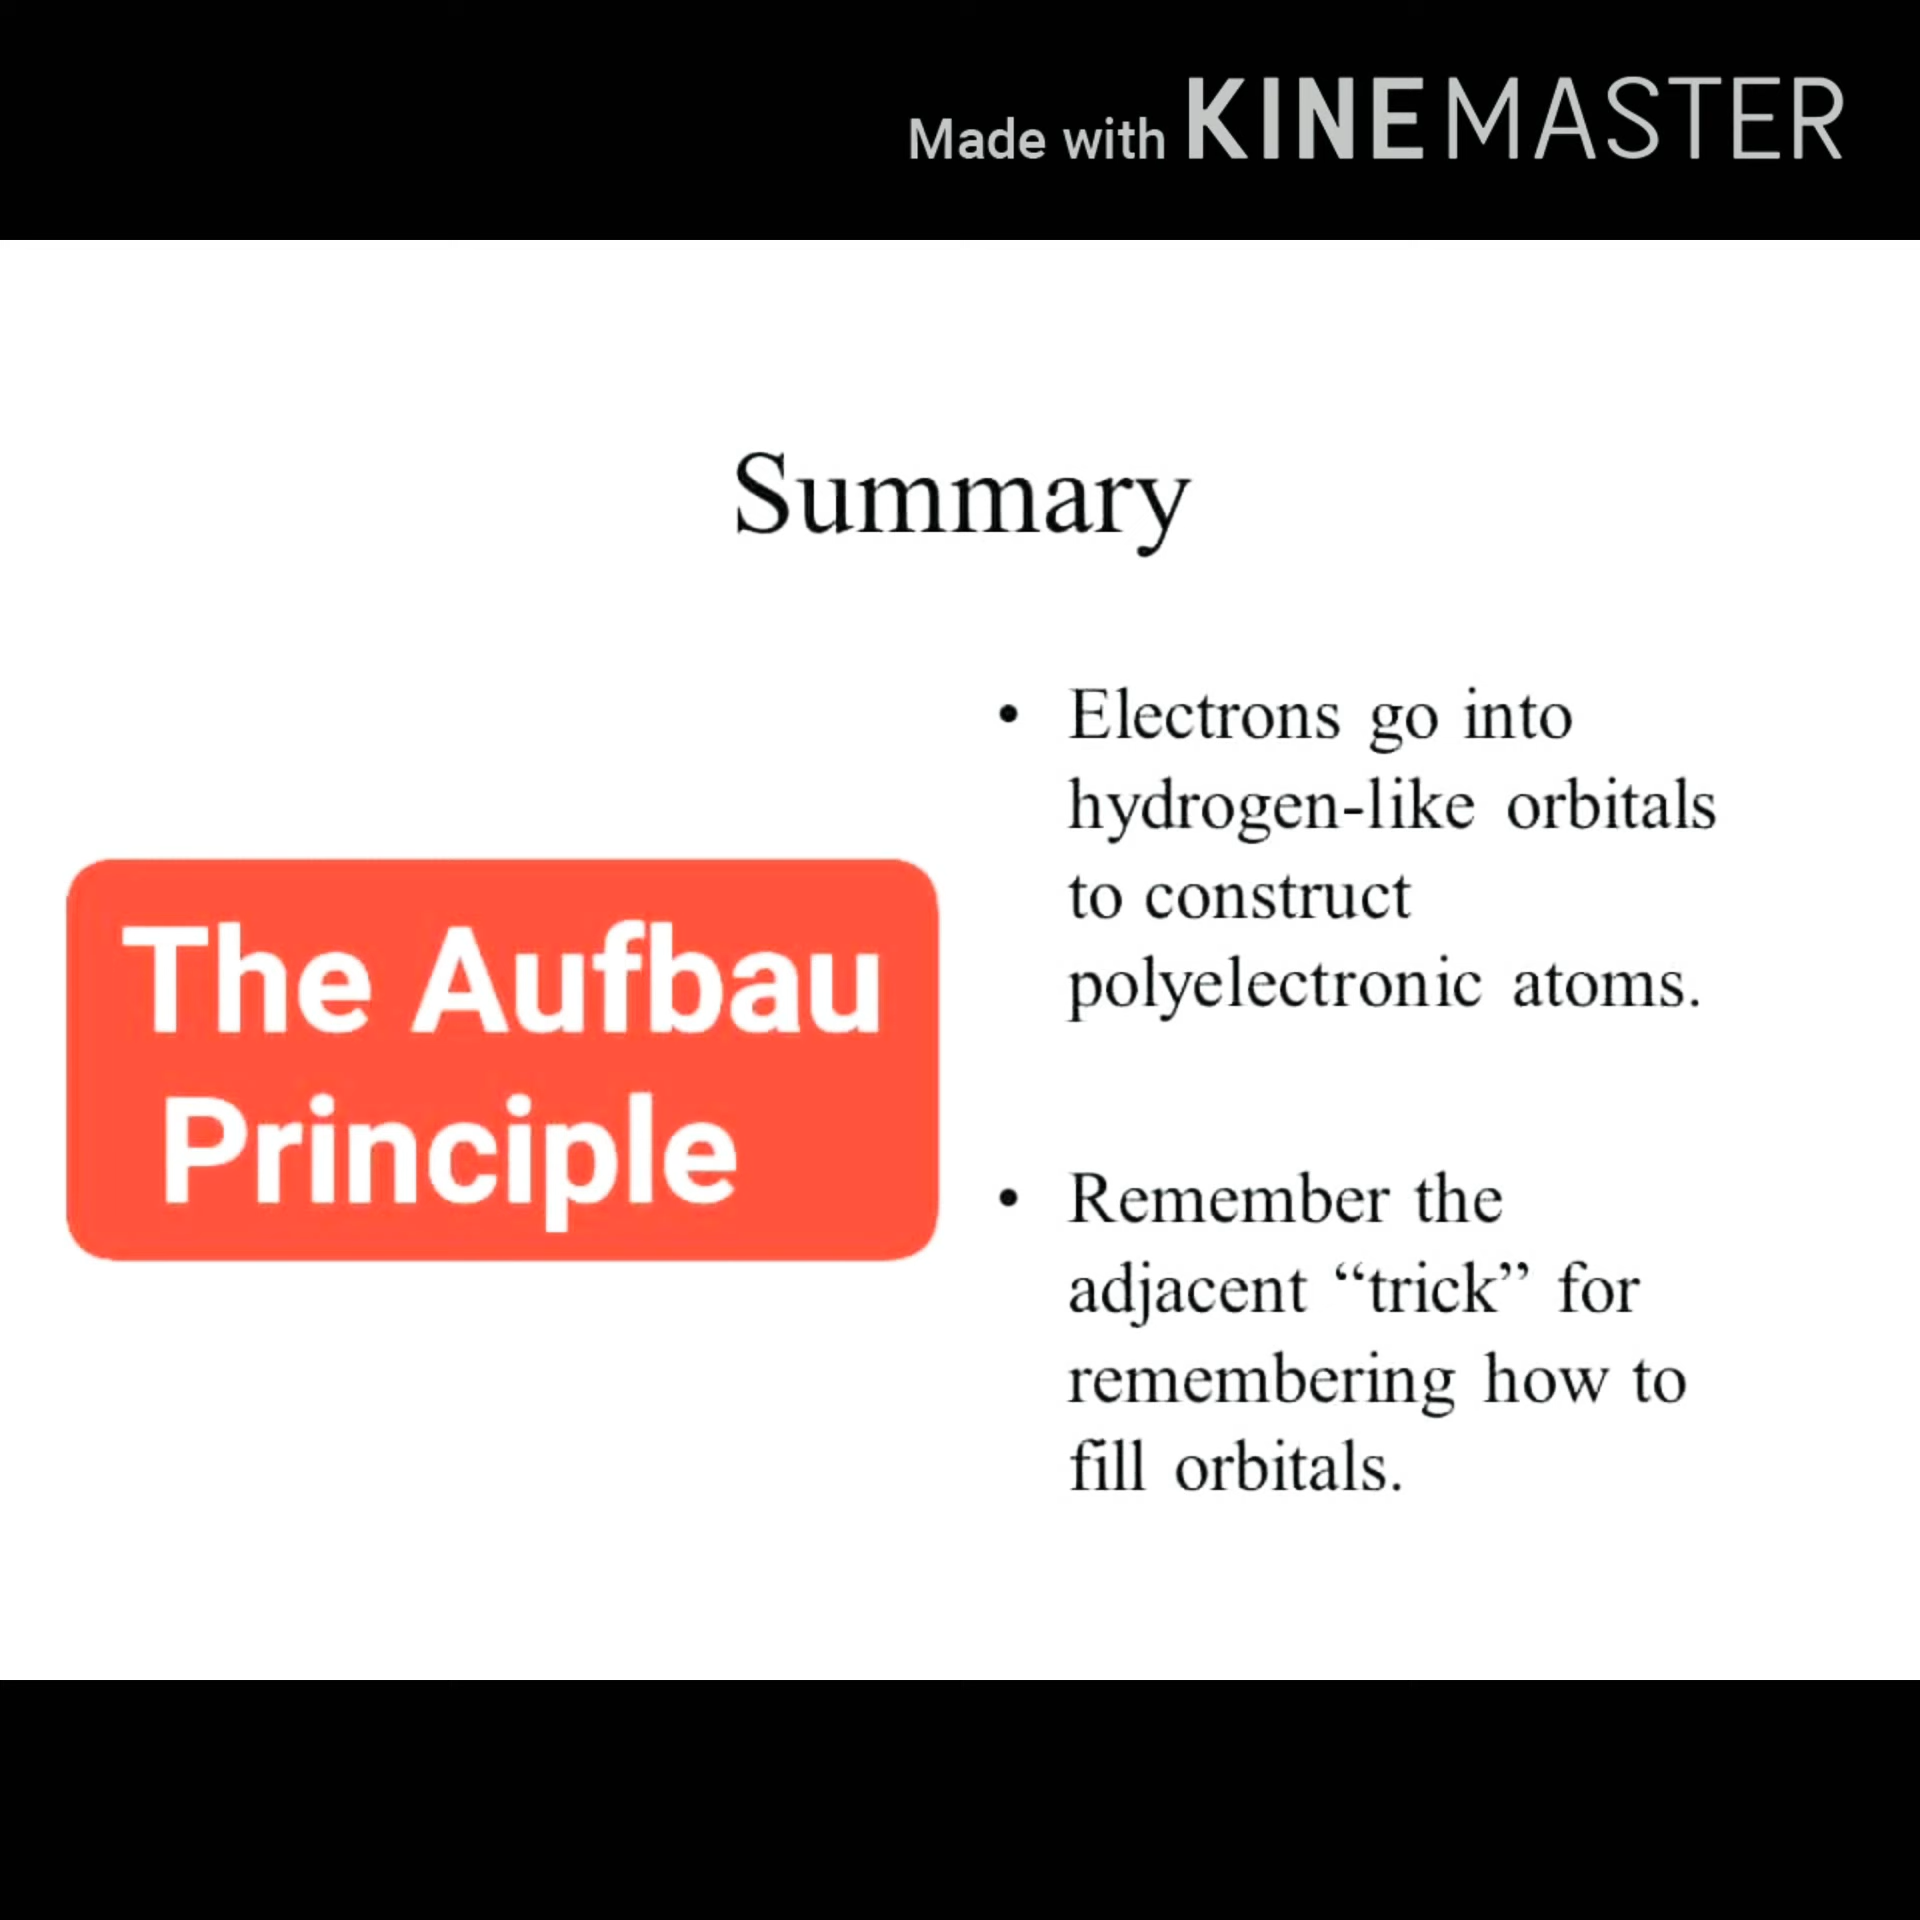 Made with KINEMASTER
Summary
The Aufbau
Principle
• Electrons go into
hydrogen-like orbitals
to construct
polyelectronic atoms.
• Remember the
adjacent “trick” for
remembering how to
fill orbitals.